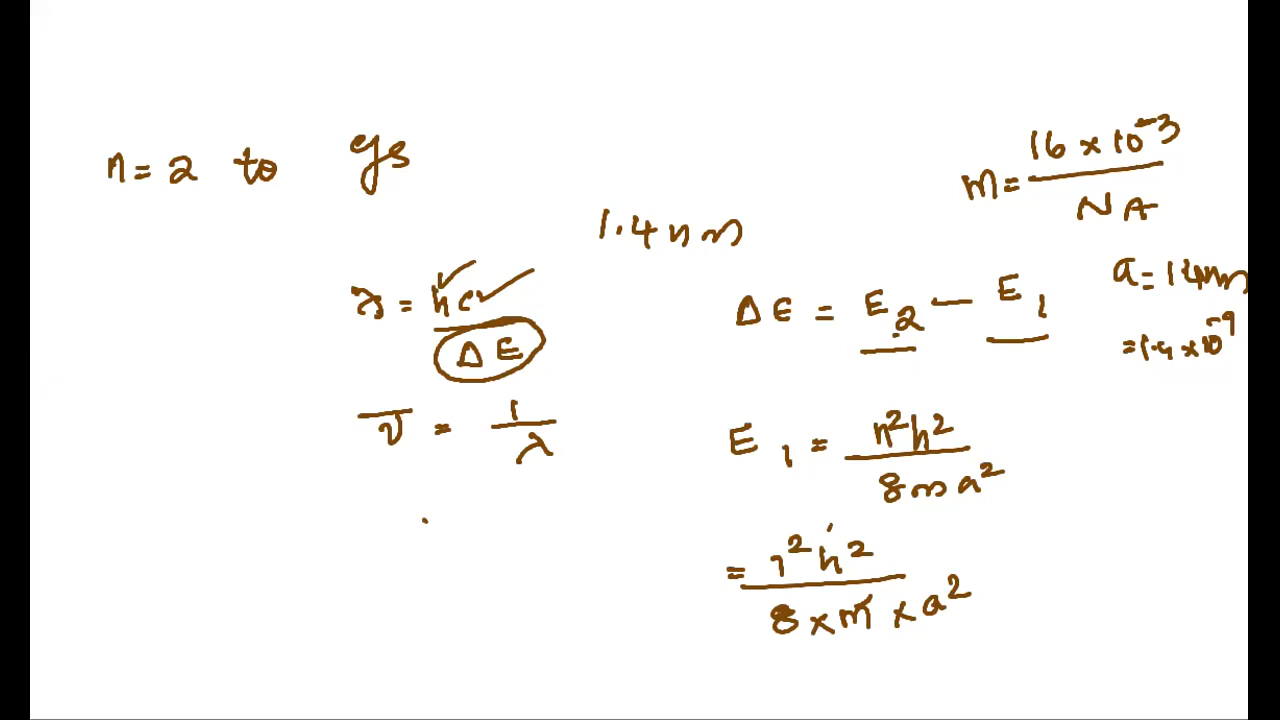 n = 2 to gs
m = 16 × 10⁻³ / NA
1.4 nm
a = 1.4nm
= 1.4 × 10⁻⁹
λ = hc / ΔE
ΔE = E₂ — E₁
ν̅ = 1 / λ
E₁ = n²h² / 8ma²
= 1²h² / 8 × m × a²